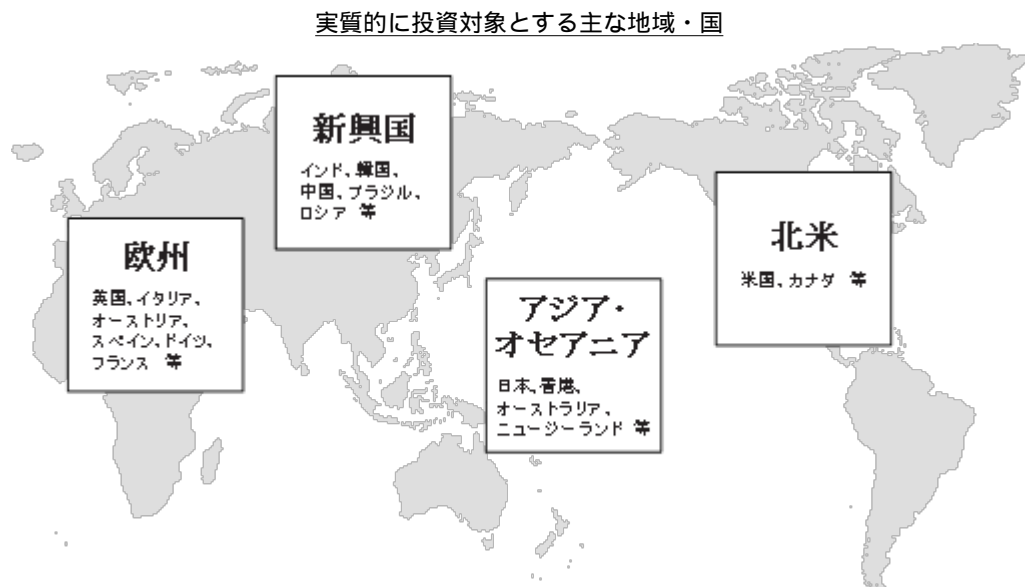 実質的に投資対象とする主な地域・国
新興国
インド、韓国、
中国、ブラジル、
ロシア 等
欧州
英国、イタリア、
オーストリア、
スペイン、ドイツ、
フランス 等
アジア・
オセアニア
日本、香港、
オーストラリア、
ニュージーランド 等
北米
米国、カナダ 等